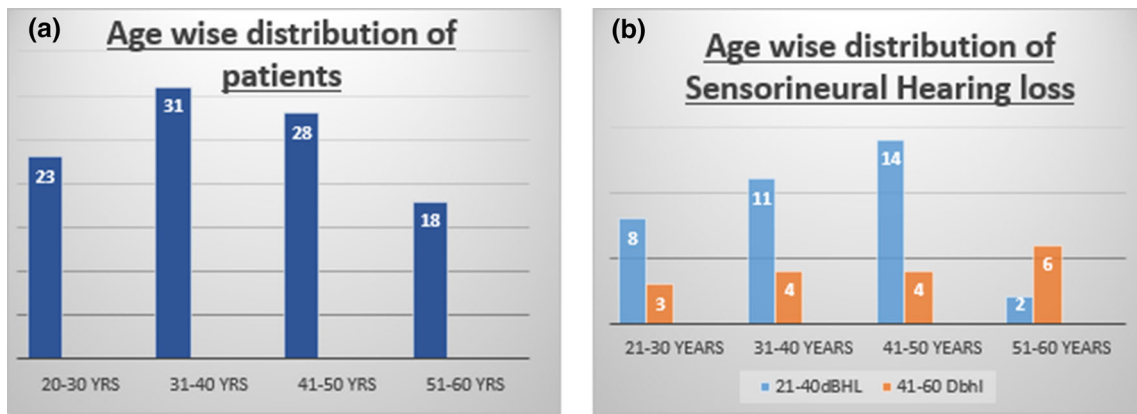 (a)
Age wise distribution of
patients
23
31
28
18
20-30 YRS 31-40 YRS 41-50 YRS 51-60 YRS
(b)
Age wise distribution of
Sensorineural Hearing loss
8
3
11
4
14
4
2
6
21-30 YEARS 31-40 YEARS 41-50 YEARS 51-60 YEARS
21-40dBHL 41-60 Dbhl